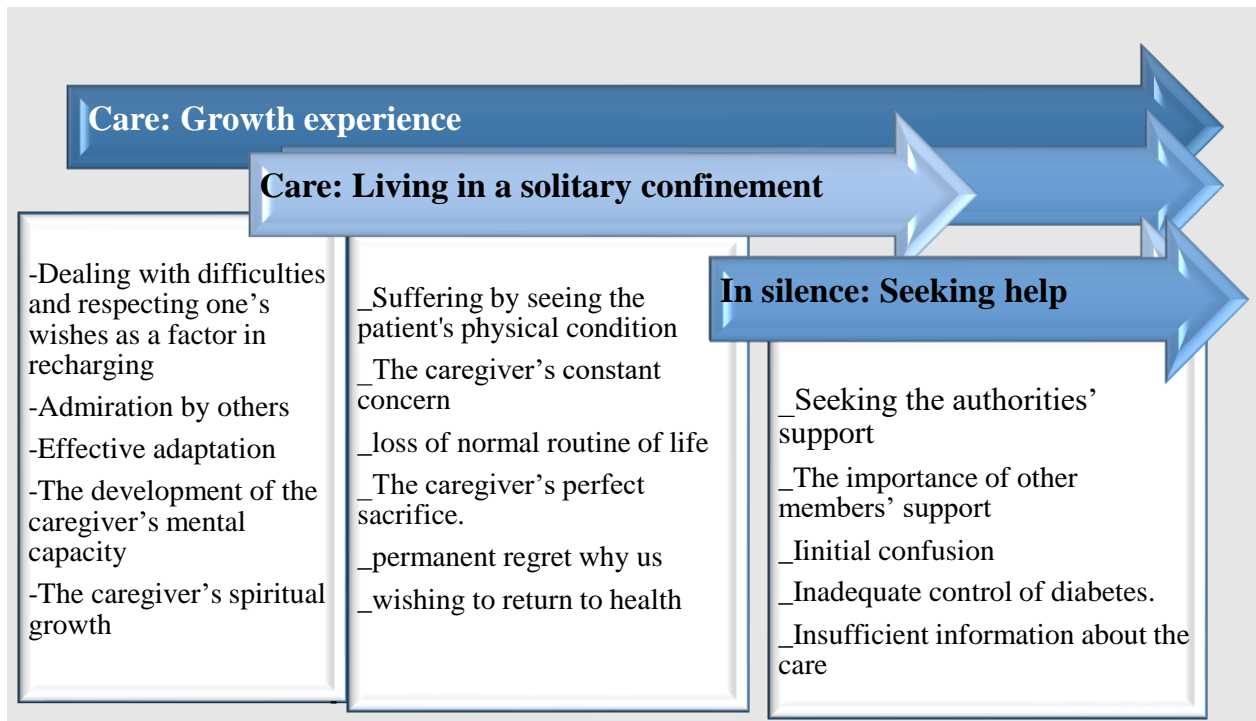 Care: Growth experience
Care: Living in a solitary confinement
In silence: Seeking help
-Dealing with difficulties
and respecting one’s
wishes as a factor in
recharging
-Admiration by others
-Effective adaptation
-The development of the
caregiver’s mental
capacity
-The caregiver’s spiritual
growth
_Suffering by seeing the
patient's physical condition
_The caregiver’s constant
concern
_loss of normal routine of life
_The caregiver’s perfect
sacrifice.
_permanent regret why us
_wishing to return to health
_Seeking the authorities’
support
_The importance of other
members’ support
_Iinitial confusion
_Inadequate control of diabetes.
_Insufficient information about the
care